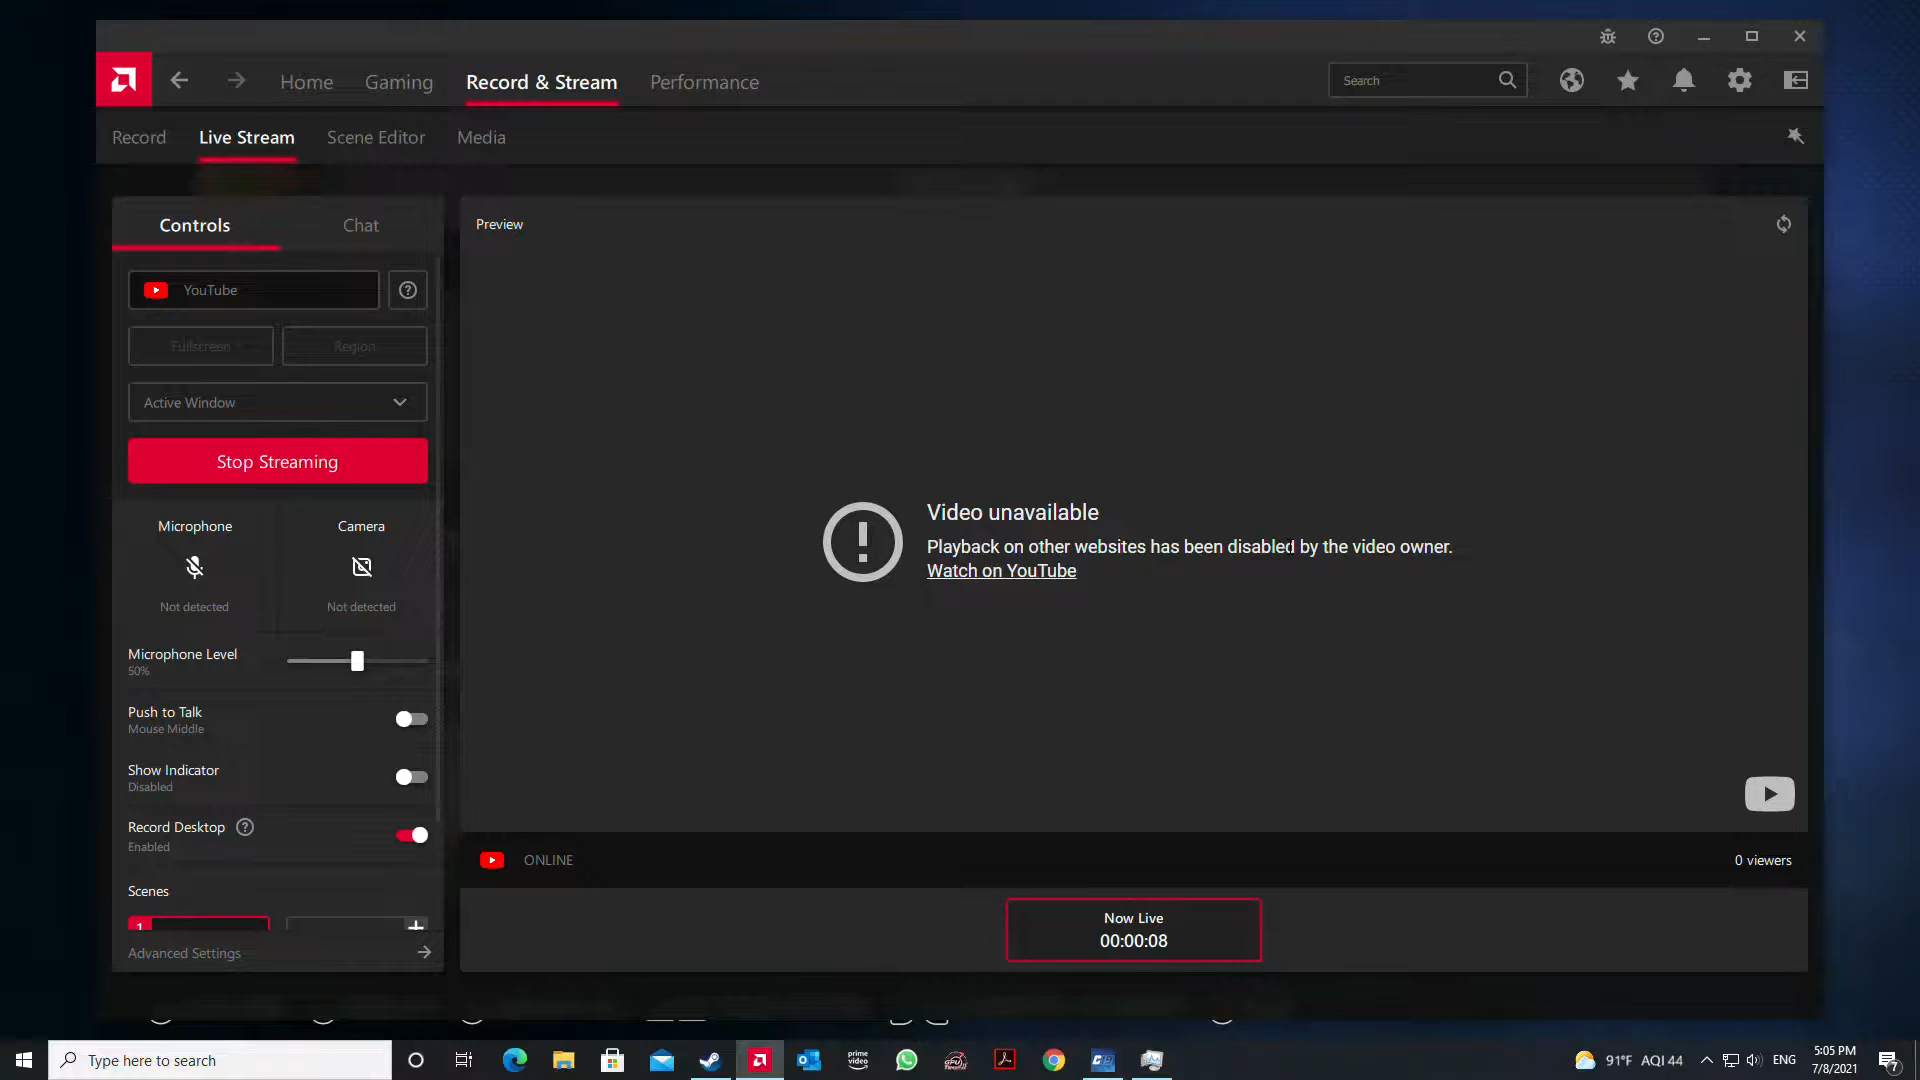 Home Gaming Record & Stream Performance
Search
Record Live Stream Scene Editor Media
Controls Chat
Preview
YouTube
Fullscreen Region
Active Window
Stop Streaming
Microphone Camera
Not detected Not detected
Microphone Level
50%
Push to Talk
Mouse Middle
Show Indicator
Disabled
Record Desktop
Enabled
Scenes
1
Advanced Settings
Video unavailable
Playback on other websites has been disabled by the video owner.
Watch on YouTube
ONLINE
0 viewers
Now Live
00:00:08
Type here to search
prime video
91°F AQI 44
ENG
5:05 PM
7/8/2021
7